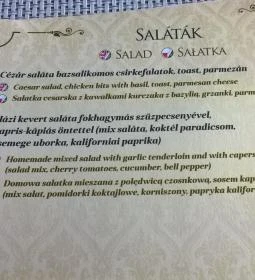 SALÁTÁK
SALAD SAŁATKA
Cézár saláta bazsalikomos csirkefalatok, toast, parmezán
Caesar salad, chicken bits with basil, toast, parmesan cheese
Sałatka cesarska z kawałkami kurczaka z bazylią, grzanki, parm
Házi kevert saláta fokhagymás szűzpecsenyével,
kapris-kápiás öntettel (mix saláta, koktél paradicsom,
csemege uborka, kaliforniai paprika)
Homemade mixed salad with garlic tenderloin and with capers
(salad mix, cherry tomatoes, cucumber, bell pepper)
Domowa sałatka mieszana z polędwicą czosnkową, sosem kap
(mix sałat, pomidorki koktajlowe, korniszony, papryka kalifor